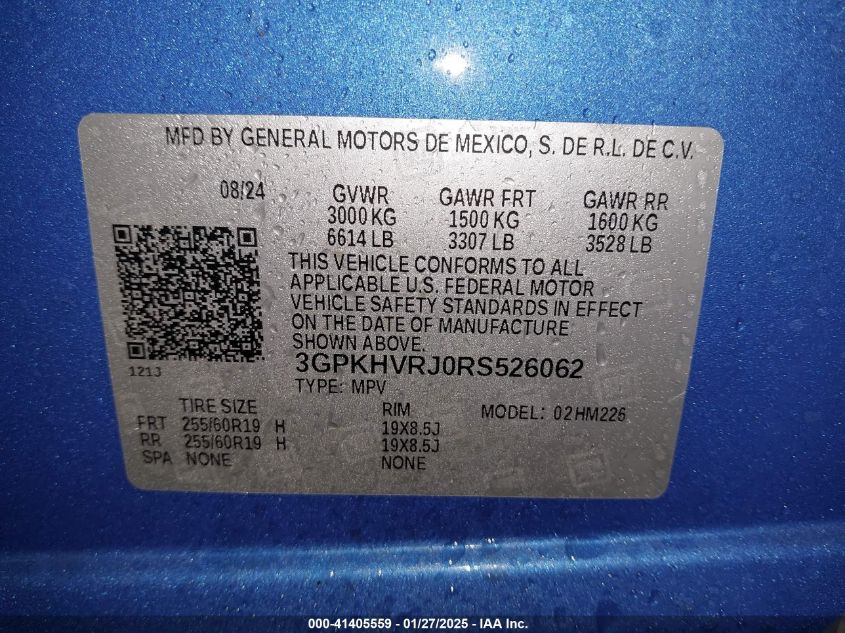 MFD BY GENERAL MOTORS DE MEXICO, S. DE R.L. DE C.V.
08/24 GVWR GAWR FRT GAWR RR
3000 KG 1500 KG 1600 KG
6614 LB 3307 LB 3528 LB
THIS VEHICLE CONFORMS TO ALL
APPLICABLE U.S. FEDERAL MOTOR
VEHICLE SAFETY STANDARDS IN EFFECT
ON THE DATE OF MANUFACTURE
SHOWN ABOVE.
3GPKHVRJ0RS526062
1213
TYPE: MPV
TIRE SIZE RIM MODEL: 02HM226
FRT 255/60R19 H 19X8.5J
RR 255/60R19 H 19X8.5J
SPA NONE NONE
000-41405559 — 01/27/2025 — IAA Inc.